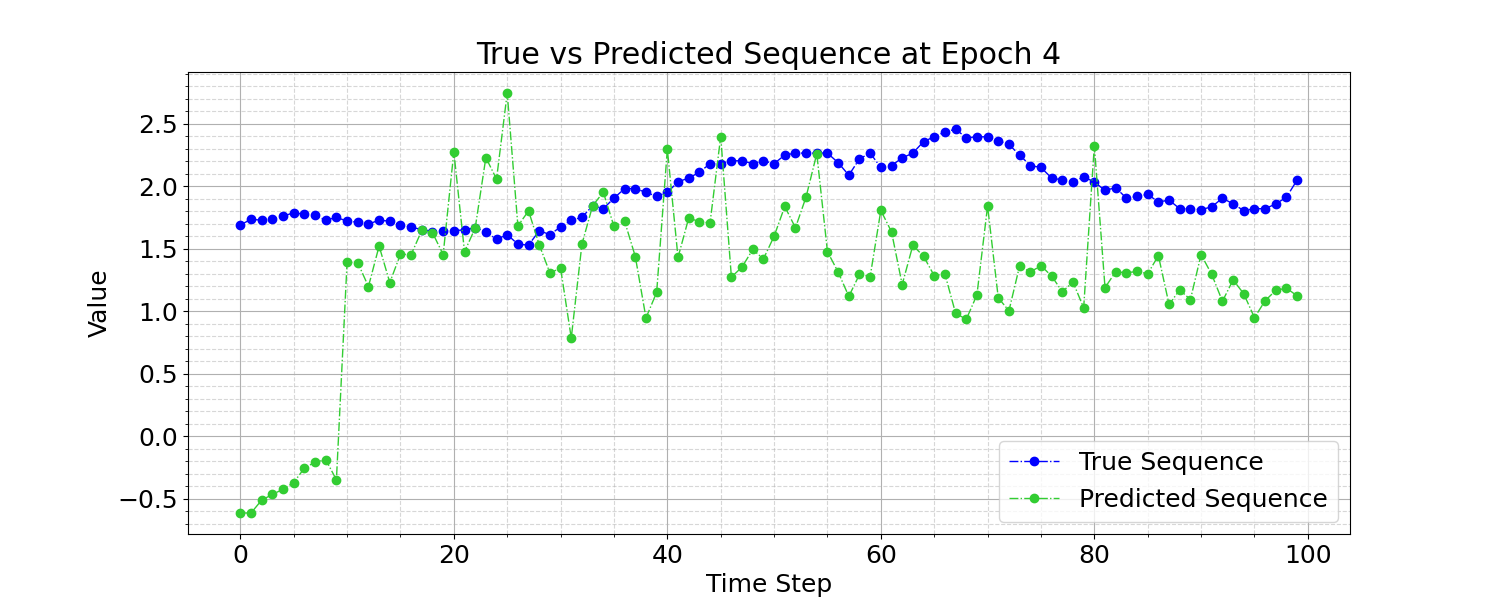 True vs Predicted Sequence at Epoch 4
2.5
2.0
1.5
1.0
0.5
0.0
−0.5
Value
True Sequence
Predicted Sequence
0 20 40 60 80 100
Time Step